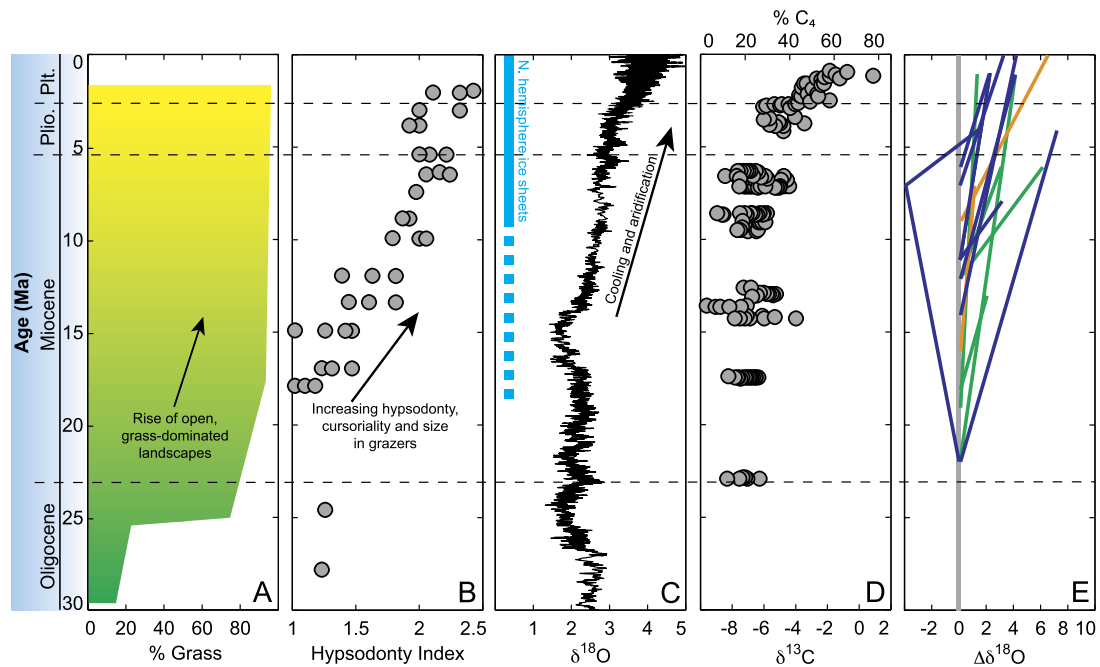 % C4
0 20 40 60 80
Age (Ma)
Plt.
Plio.
Miocene
Oligocene
0
5
10
15
20
25
30
Rise of open,
grass-dominated
landscapes
A
0 20 40 60 80
% Grass
Increasing hypsodonty,
cursoriality and size
in grazers
B
1 1.5 2 2.5
Hypsodonty Index
N. hemisphere ice sheets
Cooling and aridification
C
1 2 3 4 5
δ18O
D
-8 -6 -4 -2 0 2
δ13C
E
-2 0 2 4 6 8 10
Δδ18O